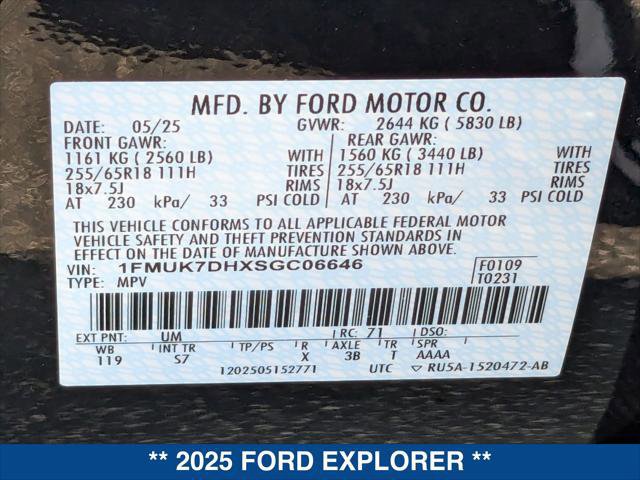 MFD. BY FORD MOTOR CO.
DATE: 05/25 GVWR: 2644 KG ( 5830 LB)
FRONT GAWR: REAR GAWR:
1161 KG ( 2560 LB) WITH 1560 KG ( 3440 LB) WITH
255/65R18 111H TIRES 255/65R18 111H TIRES
18x7.5J RIMS 18x7.5J RIMS
AT 230 kPa/ 33 PSI COLD AT 230 kPa/ 33 PSI COLD
THIS VEHICLE CONFORMS TO ALL APPLICABLE FEDERAL MOTOR
VEHICLE SAFETY AND THEFT PREVENTION STANDARDS IN
EFFECT ON THE DATE OF MANUFACTURE SHOWN ABOVE.
VIN: 1FMUK7DHXSGC06646 F0109
TYPE: MPV T0231
EXT PNT: UM RC: 71 DSO:
WB INT TR TP/PS R AXLE TR SPR
119 S7 X 3B T AAAA
1202505152771 UTC ▽ RU5A-1520472-AB
** 2025 FORD EXPLORER **